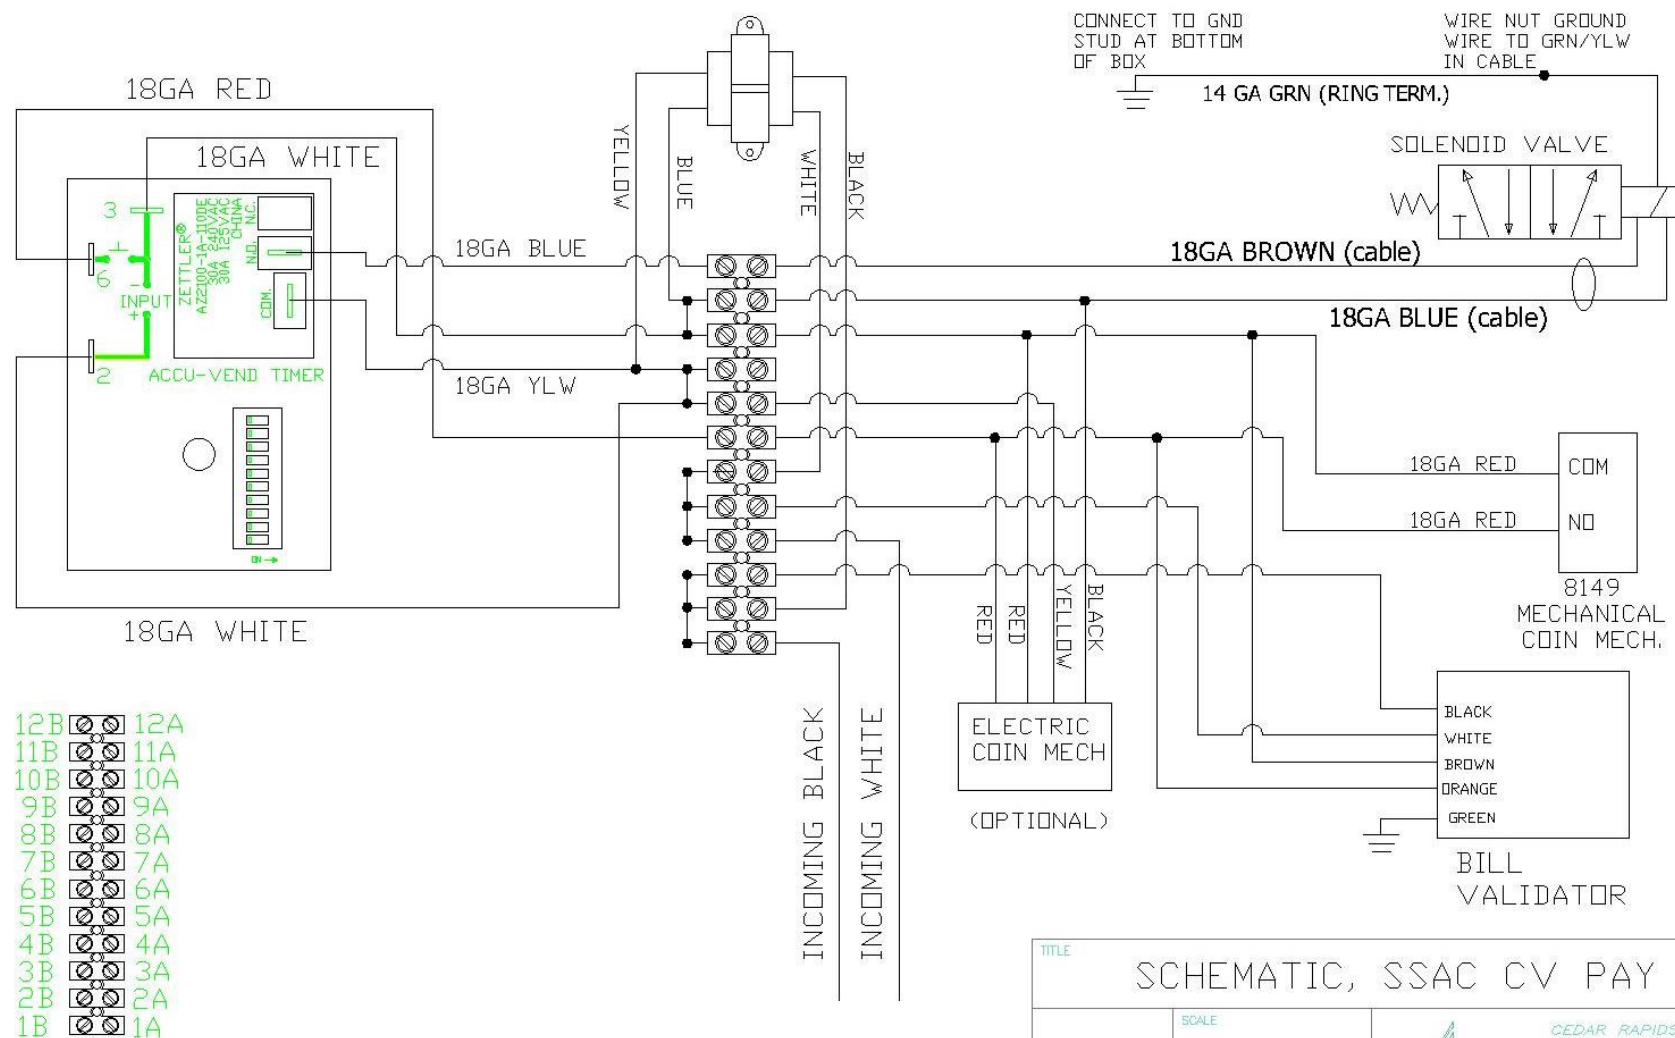 CONNECT TO GND
STUD AT BOTTOM
OF BOX
WIRE NUT GROUND
WIRE TO GRN/YLW
IN CABLE
14 GA GRN (RING TERM.)
SOLENOID VALVE
18GA RED
18GA WHITE
YELLOW
BLUE
WHITE
BLACK
3
6
INPUT
-
+
2
ZETTLER®
AZ2100-1A-110DE
30A 240VAC
30A 125VAC
CHINA
N.C.
N.O.
COM.
ACCU-VEND TIMER
ON →
18GA BLUE
18GA YLW
18GA WHITE
18GA BROWN (cable)
18GA BLUE (cable)
18GA RED
COM
18GA RED
NO
8149
MECHANICAL
COIN MECH.
RED
RED
YELLOW
BLACK
ELECTRIC
COIN MECH
(OPTIONAL)
INCOMING BLACK
INCOMING WHITE
BLACK
WHITE
BROWN
ORANGE
GREEN
BILL
VALIDATOR
12B 12A
11B 11A
10B 10A
9B 9A
8B 8A
7B 7A
6B 6A
5B 5A
4B 4A
3B 3A
2B 2A
1B 1A
TITLE
SCHEMATIC, SSAC CV PAY
SCALE
CEDAR RAPIDS